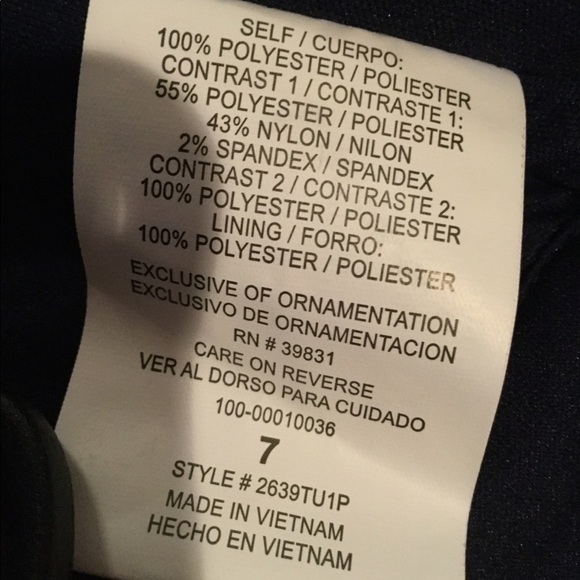 SELF / CUERPO:
100% POLYESTER / POLIESTER
CONTRAST 1 / CONTRASTE 1:
55% POLYESTER / POLIESTER
43% NYLON / NILON
2% SPANDEX / SPANDEX
CONTRAST 2 / CONTRASTE 2:
100% POLYESTER / POLIESTER
LINING / FORRO:
100% POLYESTER / POLIESTER
EXCLUSIVE OF ORNAMENTATION
EXCLUSIVO DE ORNAMENTACION
RN # 39831
CARE ON REVERSE
VER AL DORSO PARA CUIDADO
100-00010036
7
STYLE # 2639TU1P
MADE IN VIETNAM
HECHO EN VIETNAM